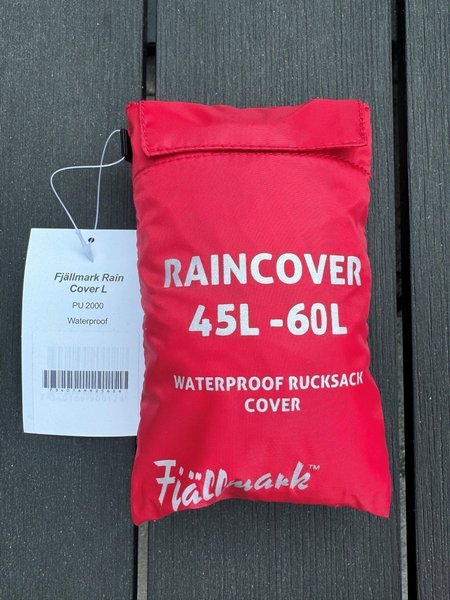 RAINCOVER
45L -60L
WATERPROOF RUCKSACK
COVER
Fjällmark™
Fjällmark Rain
Cover L
PU 2000
Waterproof